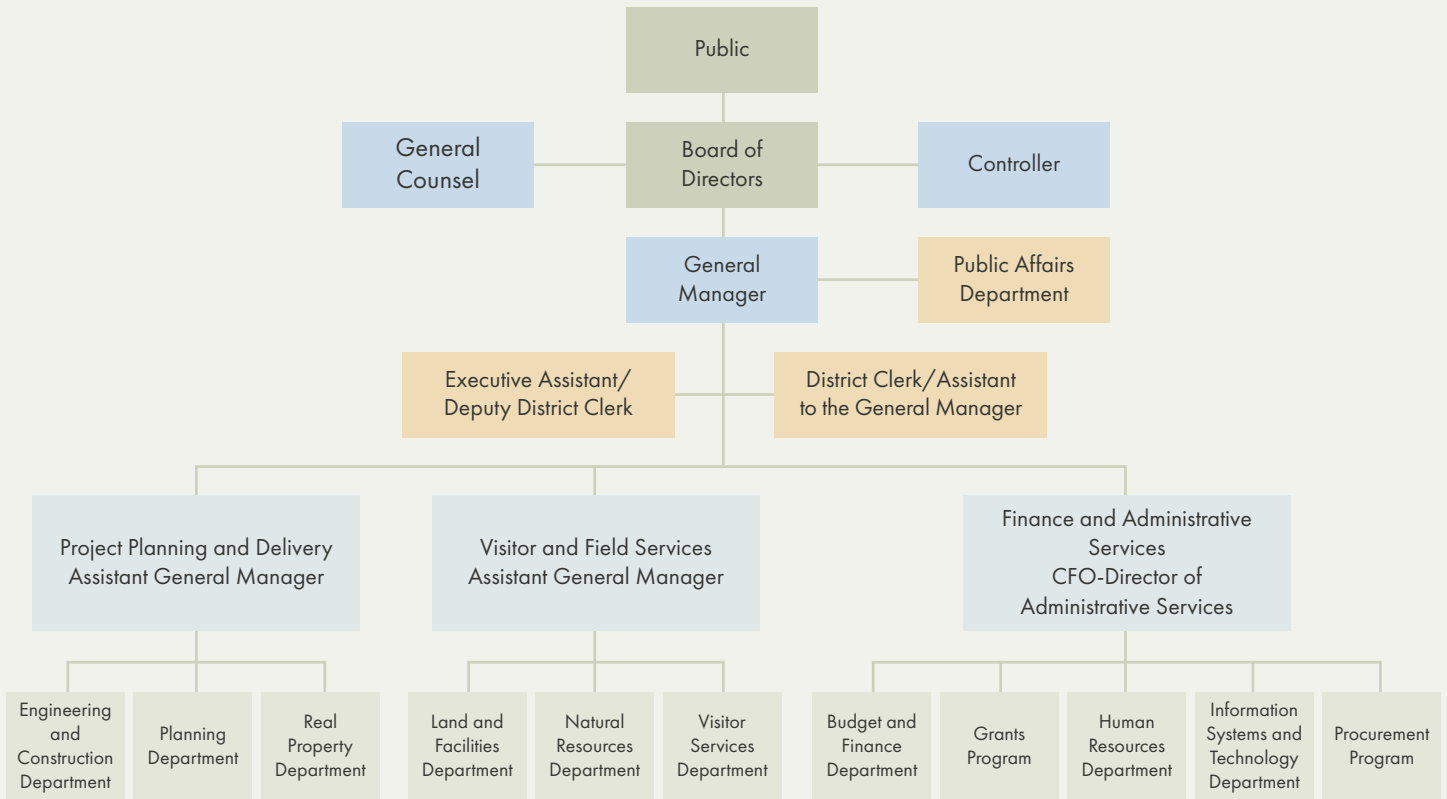 Public
General
Counsel
Board of
Directors
Controller
General
Manager
Public Affairs
Department
Executive Assistant/
Deputy District Clerk
District Clerk/Assistant
to the General Manager
Project Planning and Delivery
Assistant General Manager
Visitor and Field Services
Assistant General Manager
Finance and Administrative
Services
CFO-Director of
Administrative Services
Engineering
and
Construction
Department
Planning
Department
Real
Property
Department
Land and
Facilities
Department
Natural
Resources
Department
Visitor
Services
Department
Budget and
Finance
Department
Grants
Program
Human
Resources
Department
Information
Systems and
Technology
Department
Procurement
Program